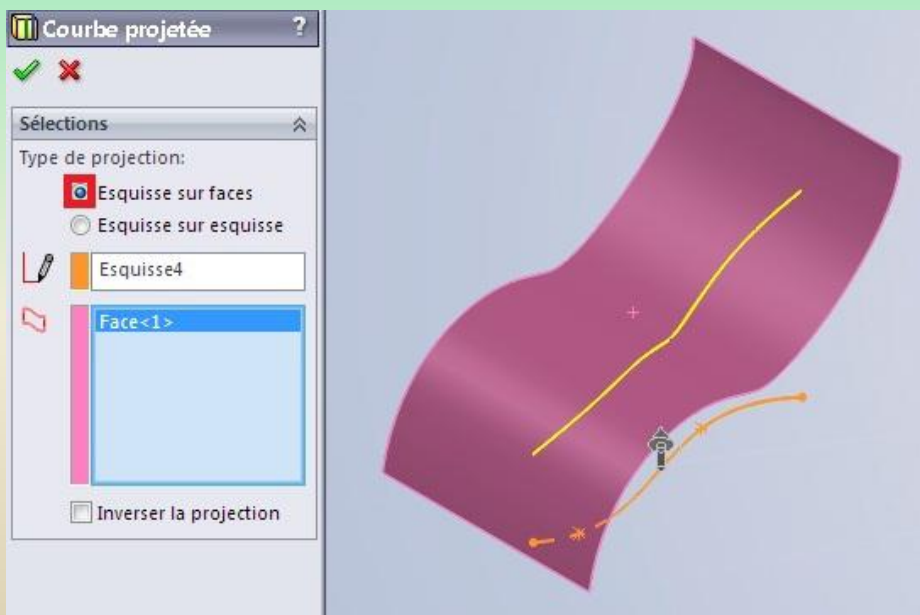 Courbe projetée ?
Sélections
Type de projection:
Esquisse sur faces
Esquisse sur esquisse
Esquisse4
Face<1>
Inverser la projection